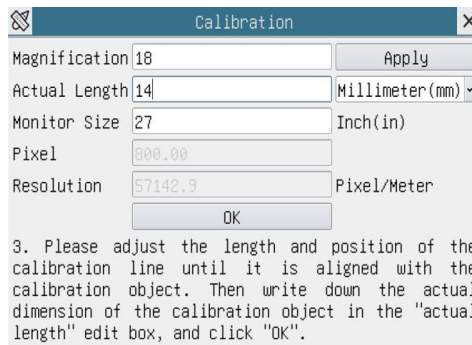 Calibration
Magnification 18 Apply
Actual Length 14 Millimeter(mm)
Monitor Size 27 Inch(in)
Pixel 800.00
Resolution 57142.9 Pixel/Meter
OK
3. Please adjust the length and position of the
calibration line until it is aligned with the
calibration object. Then write down the actual
dimension of the calibration object in the "actual
length" edit box, and click "OK".